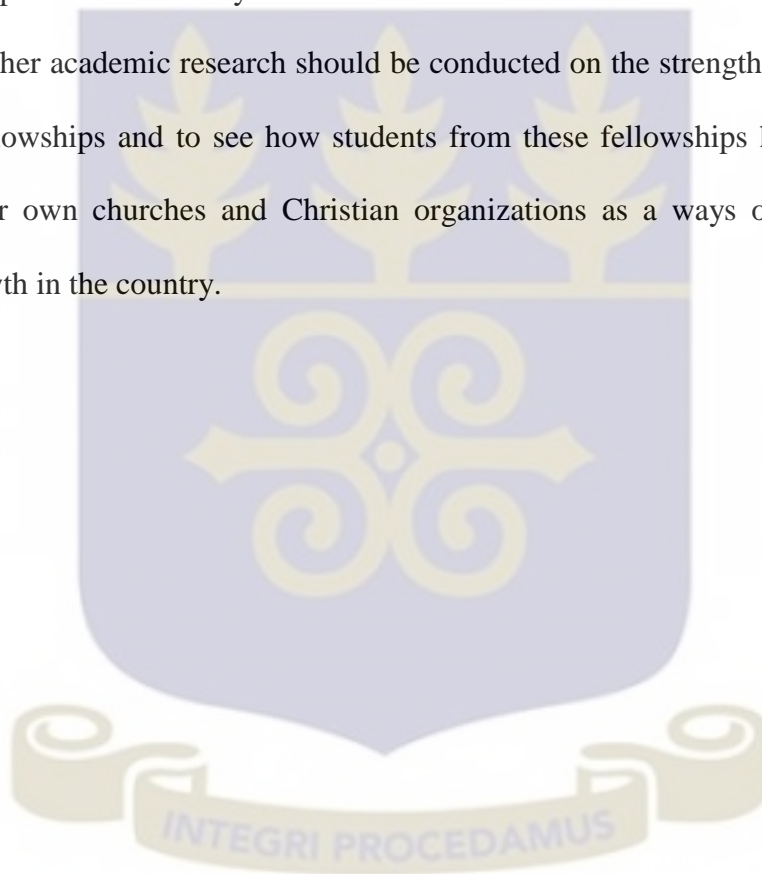 her academic research should be conducted on the strength
lowships and to see how students from these fellowships
r own churches and Christian organizations as a ways o
th in the country.
INTEGRI PROCEDAMUS